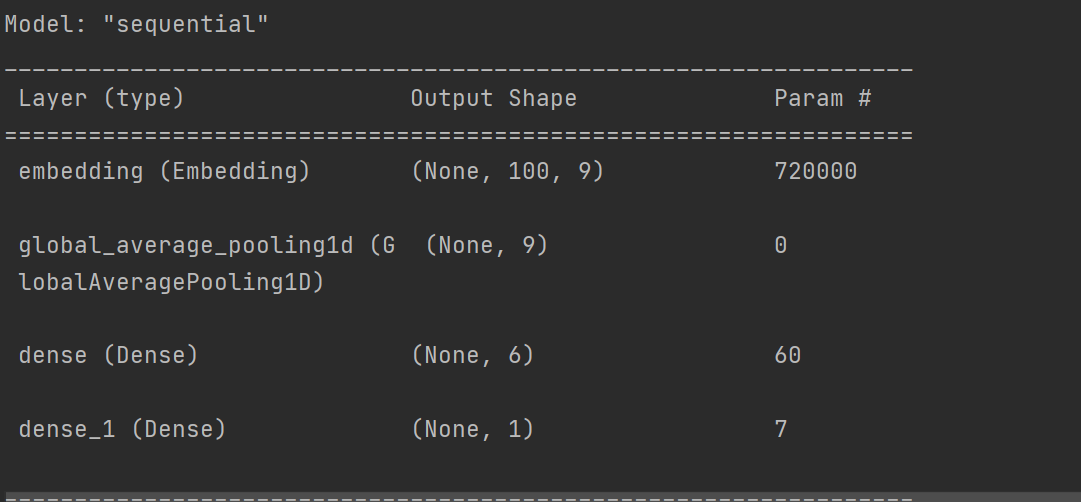 Model: "sequential"
_________________________________________________________________
Layer (type)                Output Shape              Param #
=================================================================
embedding (Embedding)       (None, 100, 9)            720000
global_average_pooling1d (G  (None, 9)                0
lobalAveragePooling1D)
dense (Dense)               (None, 6)                 60
dense_1 (Dense)             (None, 1)                 7
=================================================================